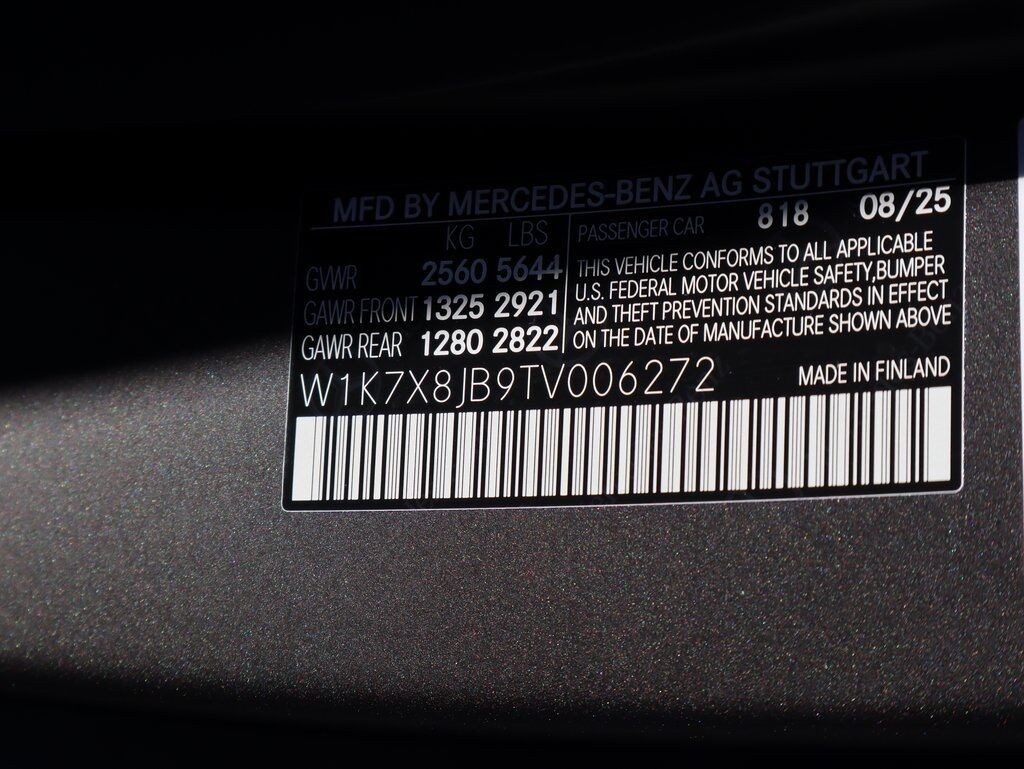 MFD BY MERCEDES-BENZ AG STUTTGART
KG LBS
GVWR 2560 5644
GAWR FRONT 1325 2921
GAWR REAR 1280 2822
PASSENGER CAR 818 08/25
THIS VEHICLE CONFORMS TO ALL APPLICABLE
U.S. FEDERAL MOTOR VEHICLE SAFETY,BUMPER
AND THEFT PREVENTION STANDARDS IN EFFECT
ON THE DATE OF MANUFACTURE SHOWN ABOVE
W1K7X8JB9TV006272 MADE IN FINLAND